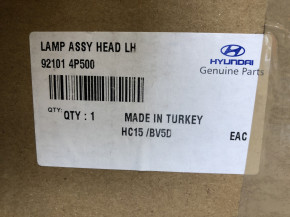 LAMP ASSY HEAD LH
92101 4P500
HYUNDAI
Genuine Parts
QTY:
QTY : 1
MADE IN TURKEY
HC15 /BV5D
EAC